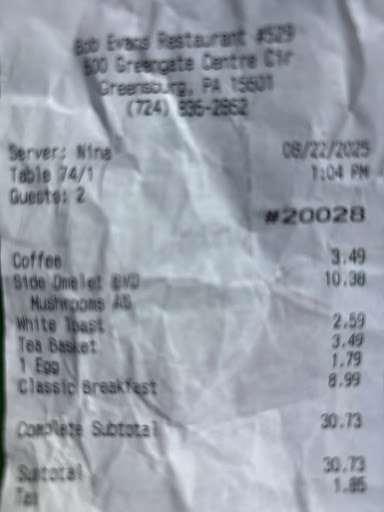 Bob Evans Restaurant #529
600 Greengate Centre Cir
Greensburg, PA 15601
(724) 836-2862
Server: Nina 08/22/2025
Table 74/1 1:04 PM
Guests: 2
#20028
Coffee 3.49
Side Omelet BYO 10.38
Mushrooms AG
White Toast 2.59
Tea Basket 3.49
1 Egg 1.79
Classic Breakfast 8.99
Complete Subtotal 30.73
Subtotal 30.73
Tax 1.85